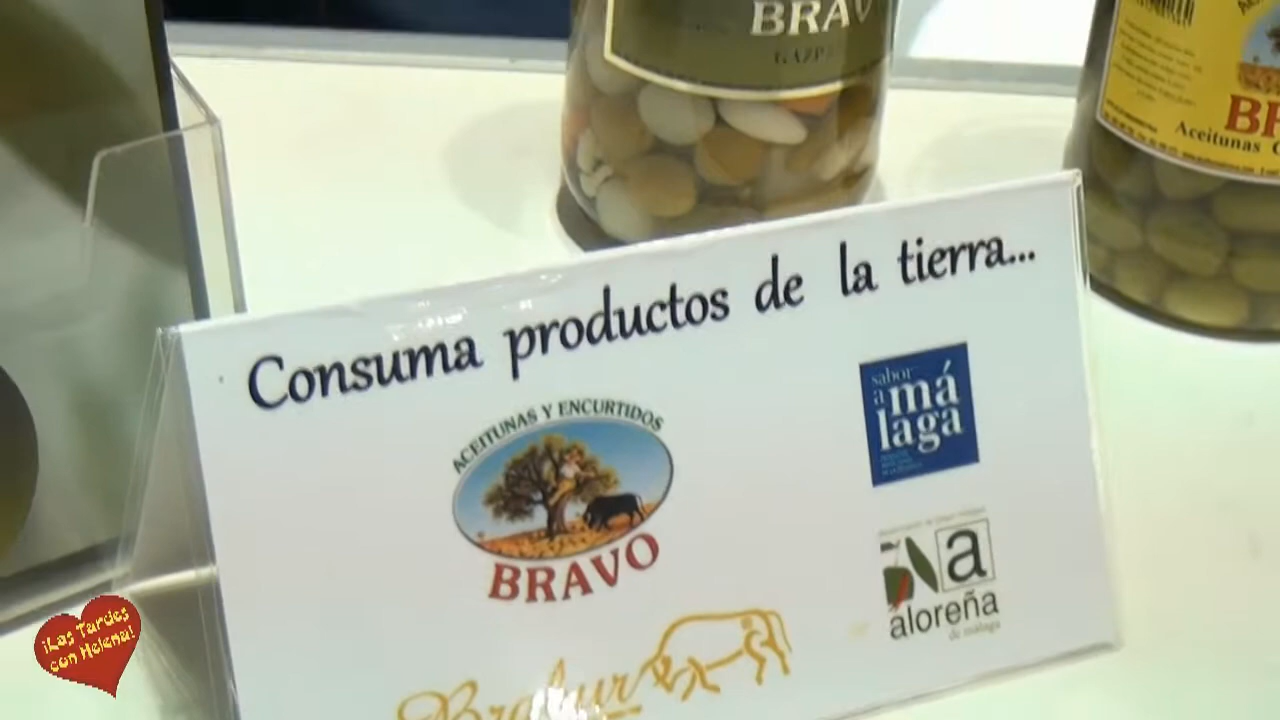 BRAV
GAZP
BR
Aceitunas
Consuma productos de la tierra...
ACEITUNAS Y ENCURTIDOS
BRAVO
sabor
a má
laga
a
aloreña
de málaga
¡Las Tardes
con Helena!